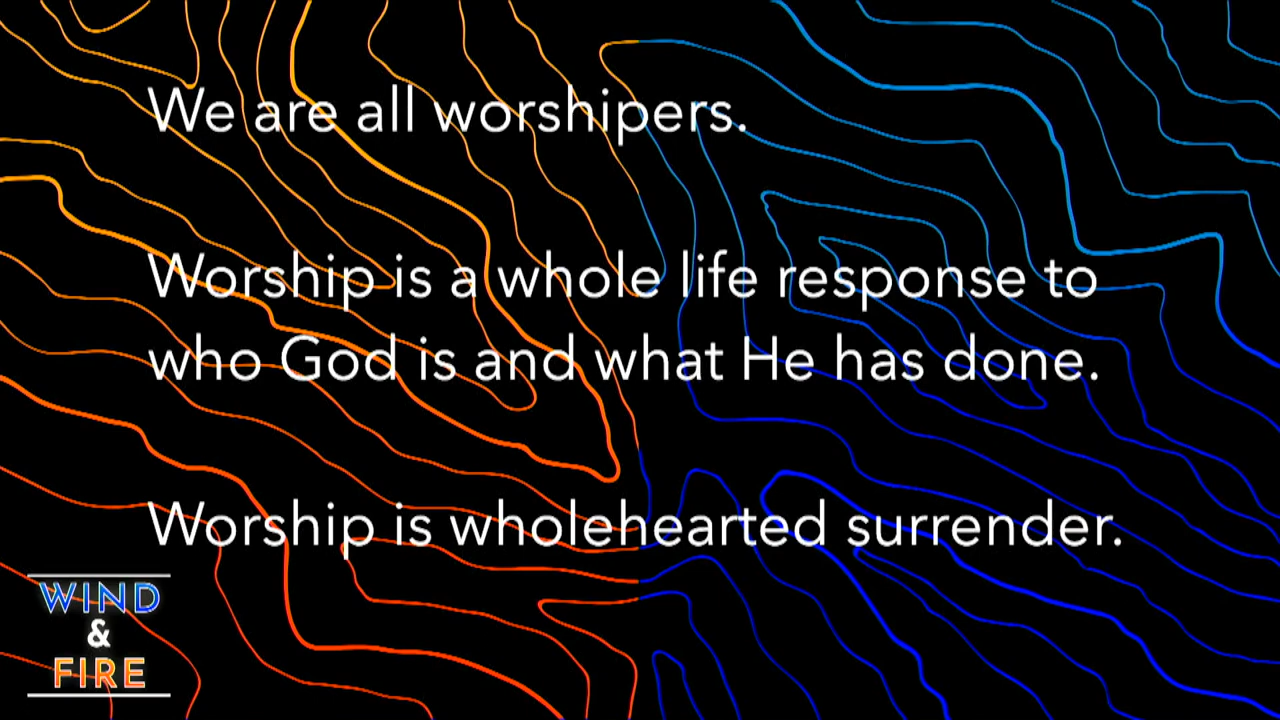 We are all worshipers.
Worship is a whole life response to
who God is and what He has done.
Worship is wholehearted surrender.
WIND
&
FIRE